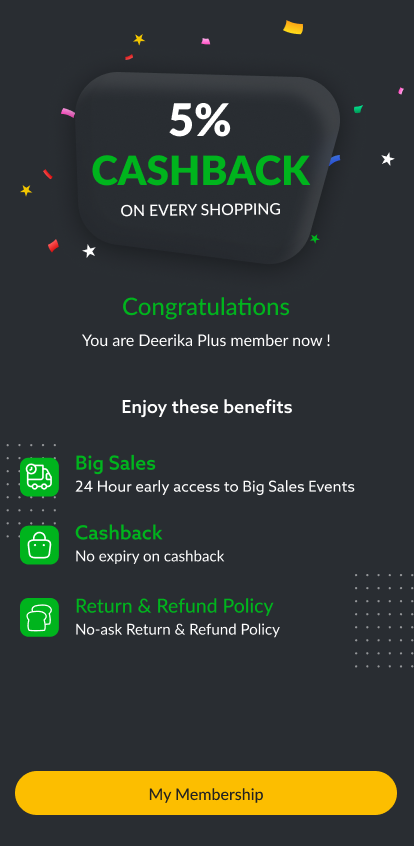 5%
CASHBACK
ON EVERY SHOPPING
Congratulations
You are Deerika Plus member now !
Enjoy these benefits
Big Sales
24 Hour early access to Big Sales Events
Cashback
No expiry on cashback
Return & Refund Policy
No-ask Return & Refund Policy
My Membership